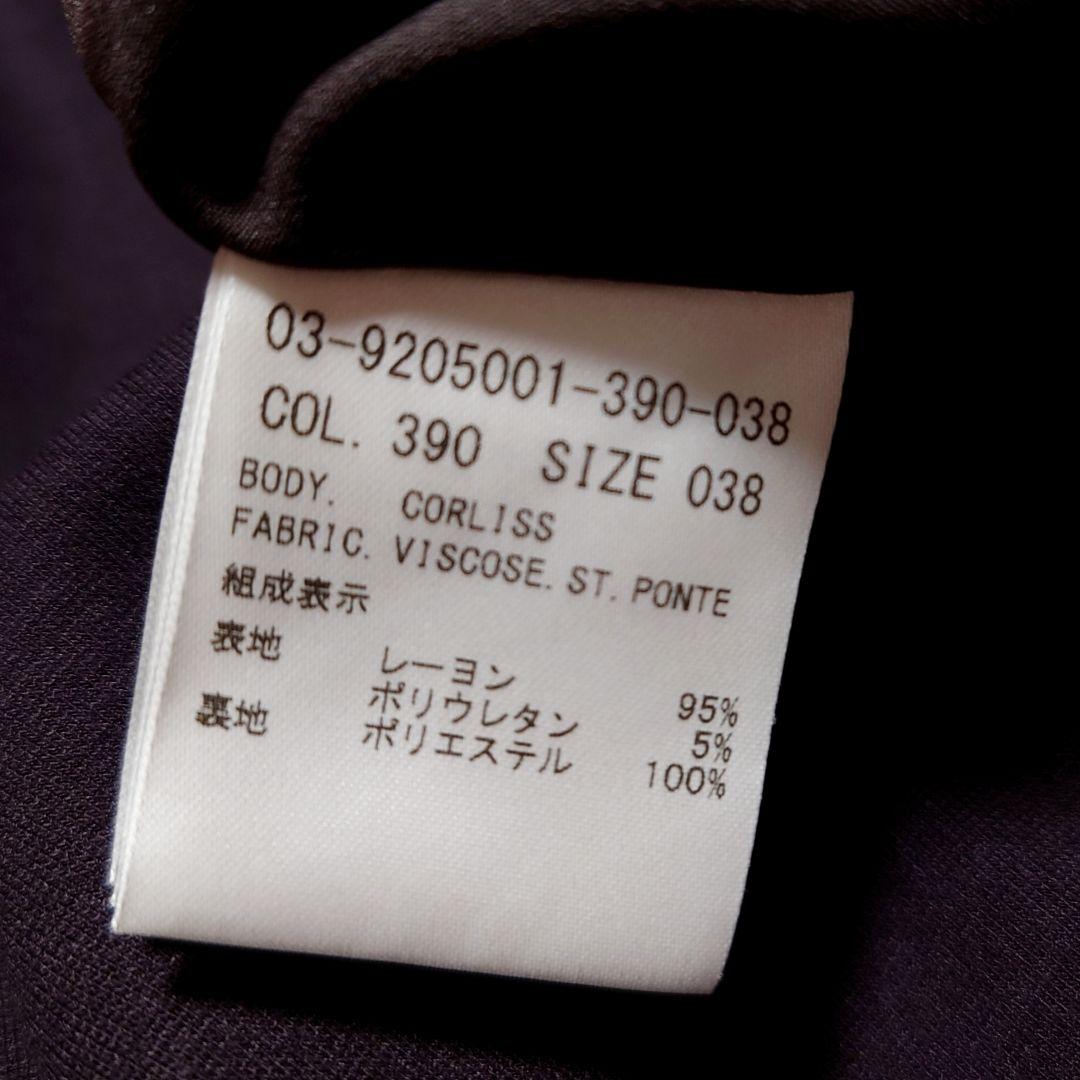 03-9205001-390-038
COL. 390 SIZE 038
BODY. CORLISS
FABRIC. VISCOSE. ST. PONTE
組成表示
表地 レーヨン 95%
ポリウレタン 5%
裏地 ポリエステル 100%